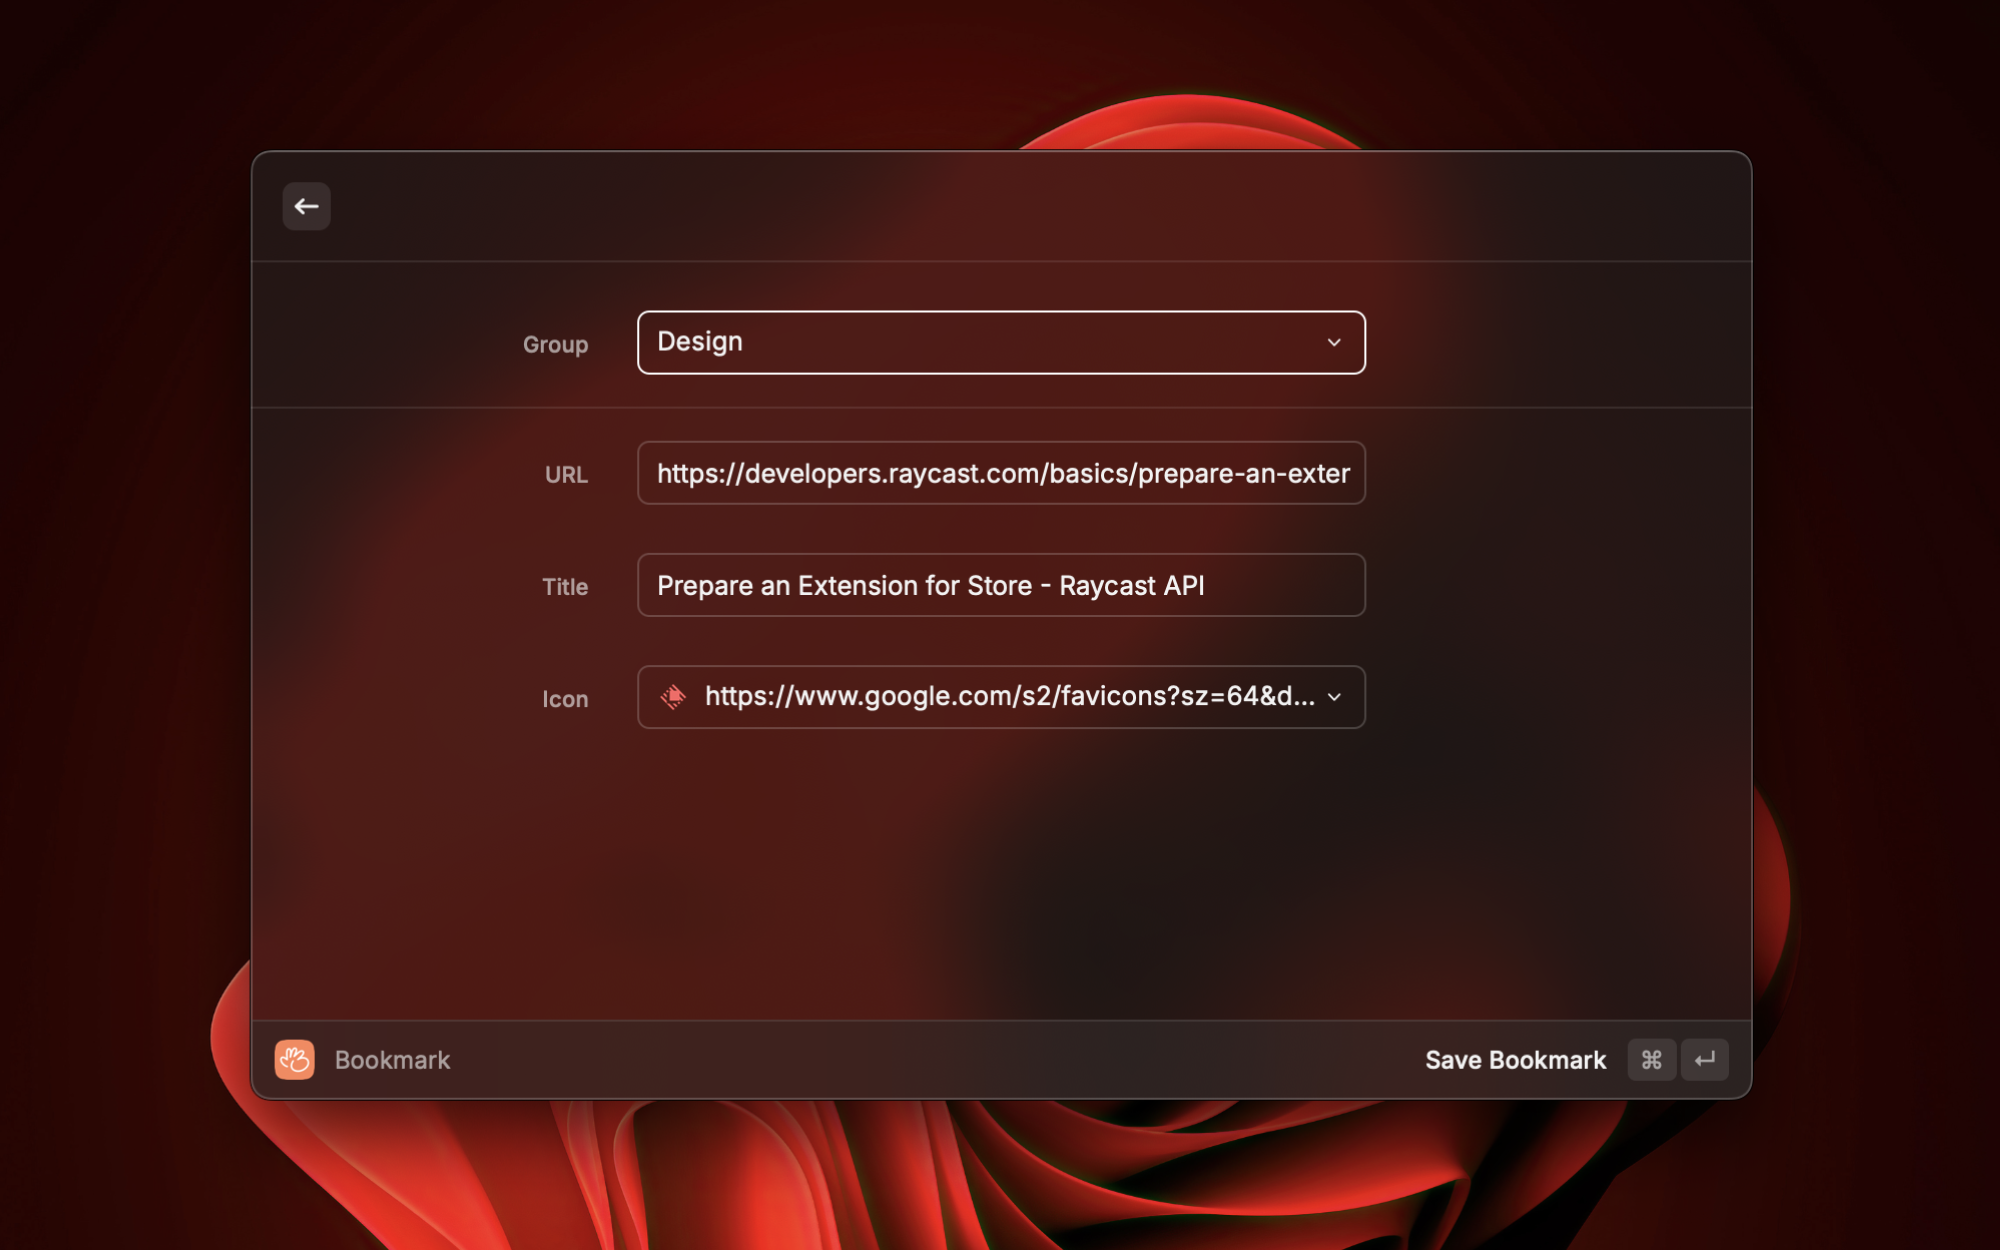 Group
Design
URL
https://developers.raycast.com/basics/prepare-an-exter
Title
Prepare an Extension for Store - Raycast API
Icon
https://www.google.com/s2/favicons?sz=64&d...
Bookmark
Save Bookmark ⌘ ↵